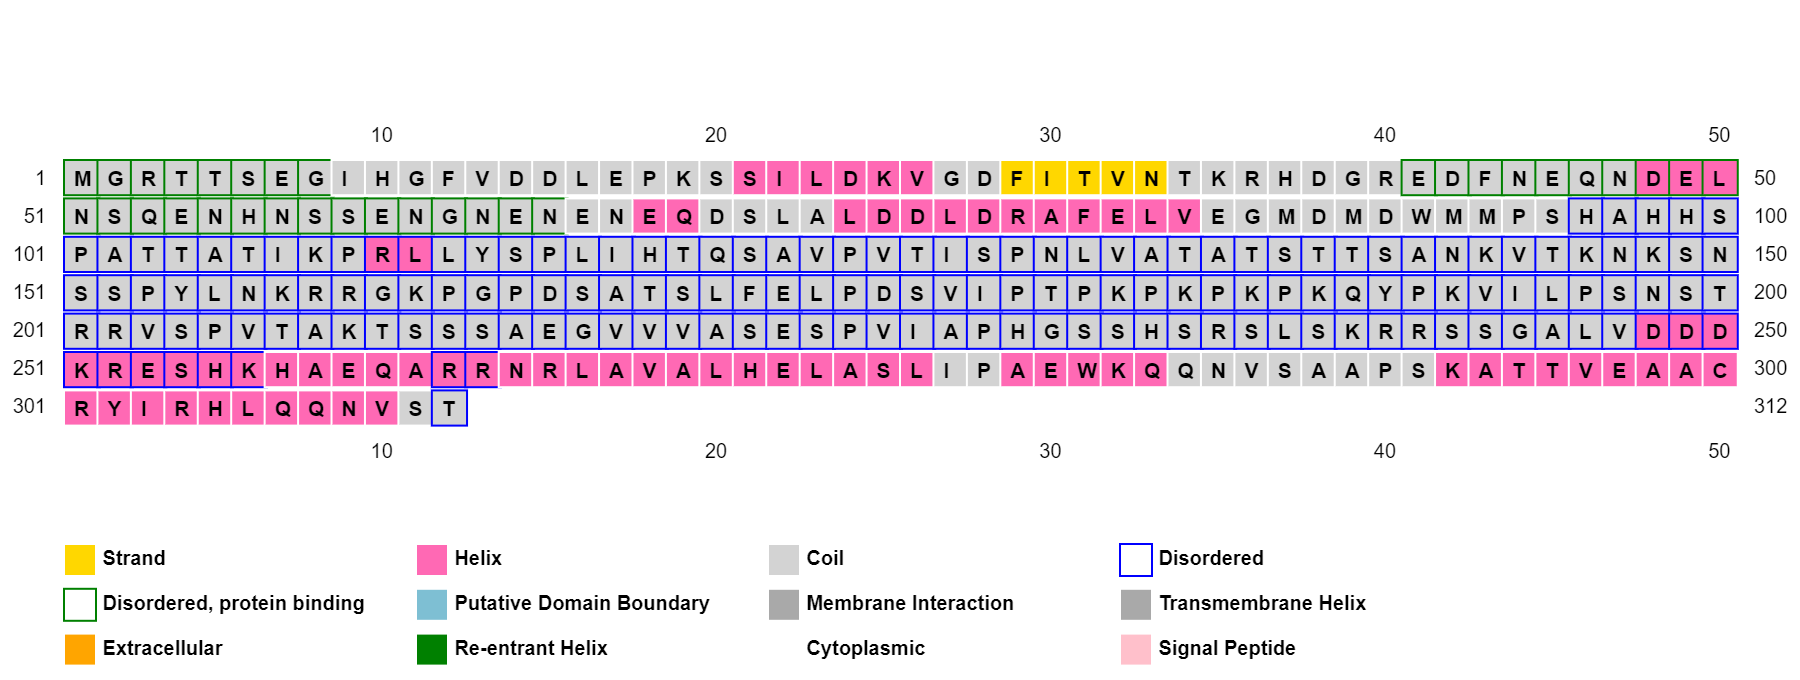 10 20 30 40 50
1 M G R T T S E G I H G F V D D L E P K S S I L D K V G D F I T V N T K R H D G R E D F N E Q N D E L 50
51 N S Q E N H N S S E N G N E N E N E Q D S L A L D D L D R A F E L V E G M D M D W M M P S H A H H S 100
101 P A T T A T I K P R L L Y S P L I H T Q S A V P V T I S P N L V A T A T S T T S A N K V T K N K S N 150
151 S S P Y L N K R R G K P G P D S A T S L F E L P D S V I P T P K P K P K P K Q Y P K V I L P S N S T 200
201 R R V S P V T A K T S S S A E G V V V A S E S P V I A P H G S S H S R S L S K R R S S G A L V D D D 250
251 K R E S H K H A E Q A R R N R L A V A L H E L A S L I P A E W K Q Q N V S A A P S K A T T V E A A C 300
301 R Y I R H L Q Q N V S T 312
10 20 30 40 50
Strand Helix Coil Disordered
Disordered, protein binding Putative Domain Boundary Membrane Interaction Transmembrane Helix
Extracellular Re-entrant Helix Cytoplasmic Signal Peptide